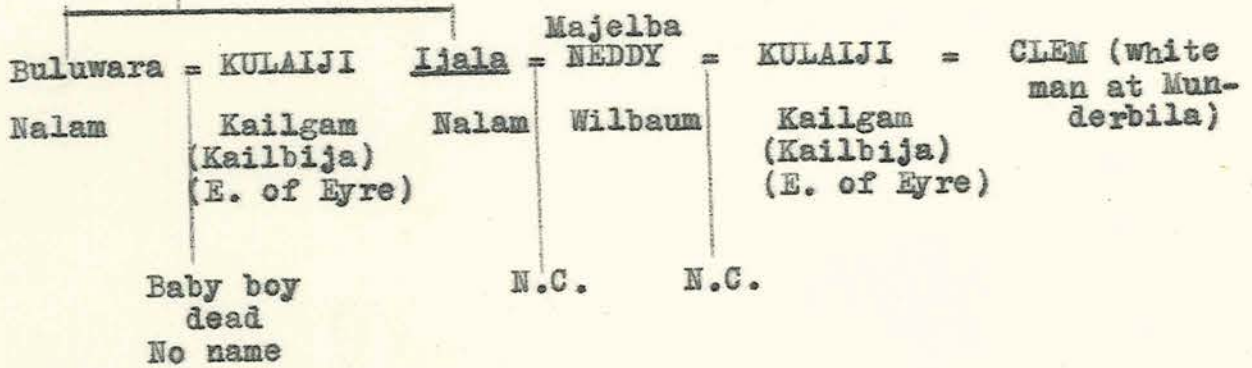 Majelba
Buluwara = KULAIJI Ijala = NEDDY = KULAIJI = CLEM (white
man at Mun-
Nalam Kailgam Nalam Wilbaum Kailgam derbila)
(Kailbija) (Kailbija)
(E. of Eyre) (E. of Eyre)
Baby boy N.C. N.C.
dead
No name